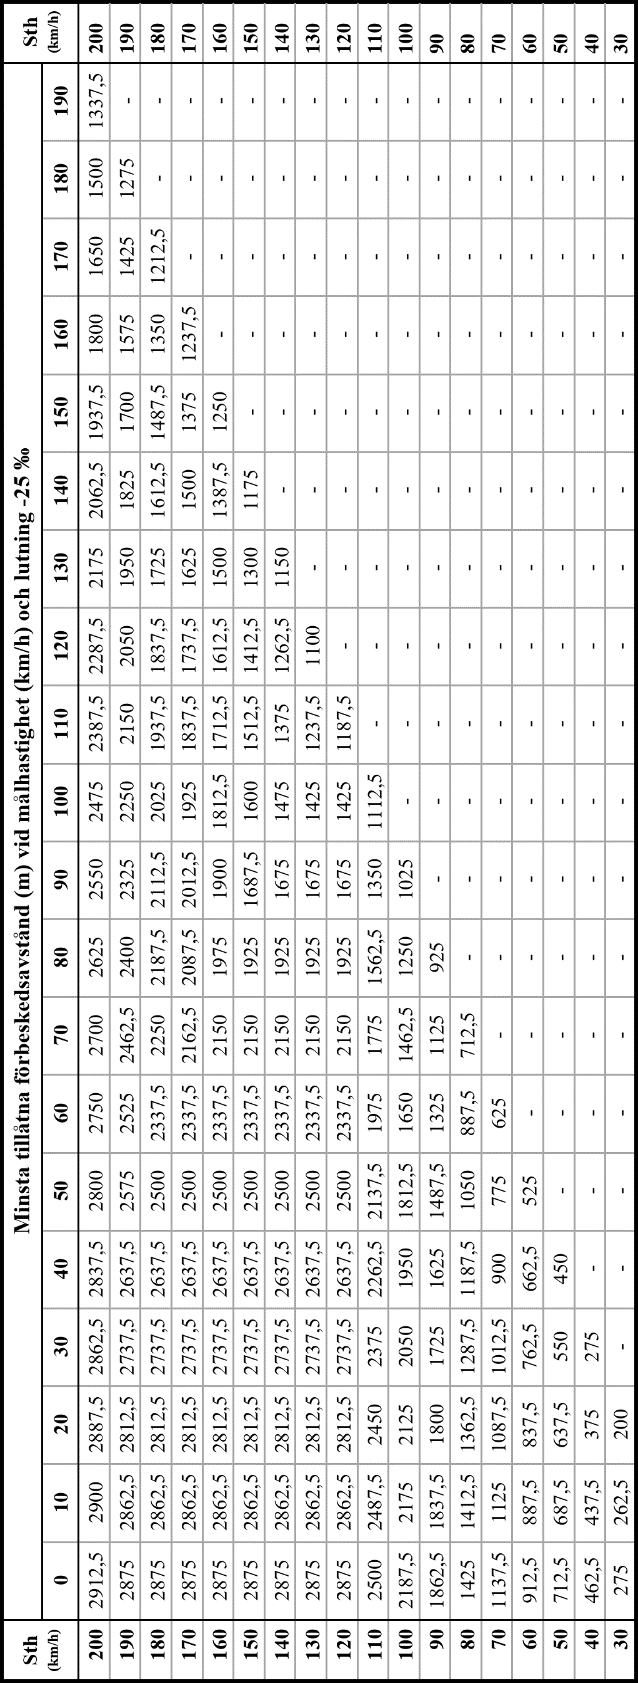 Minsta tillåtna förbeskedsavstånd (m) vid målhastighet (km/h) och lutning -25 ‰
Sth (km/h) 0 10 20 30 40 50 60 70 80 90 100 110 120 130 140 150 160 170 180 190 Sth (km/h)
200 2912,5 2900 2887,5 2862,5 2837,5 2800 2750 2700 2625 2550 2475 2387,5 2287,5 2175 2062,5 1937,5 1800 1650 1500 1337,5 200
190 2875 2862,5 2812,5 2737,5 2637,5 2575 2525 2462,5 2400 2325 2250 2150 2050 1950 1825 1700 1575 1425 1275 - 190
180 2875 2862,5 2812,5 2737,5 2637,5 2500 2337,5 2250 2187,5 2112,5 2025 1937,5 1837,5 1725 1612,5 1487,5 1350 1212,5 - - 180
170 2875 2862,5 2812,5 2737,5 2637,5 2500 2337,5 2162,5 2087,5 2012,5 1925 1837,5 1737,5 1625 1500 1375 1237,5 - - - 170
160 2875 2862,5 2812,5 2737,5 2637,5 2500 2337,5 2150 1975 1900 1812,5 1712,5 1612,5 1500 1387,5 1250 - - - - 160
150 2875 2862,5 2812,5 2737,5 2637,5 2500 2337,5 2150 1925 1687,5 1600 1512,5 1412,5 1300 1175 - - - - - 150
140 2875 2862,5 2812,5 2737,5 2637,5 2500 2337,5 2150 1925 1675 1475 1375 1262,5 1150 - - - - - - 140
130 2875 2862,5 2812,5 2737,5 2637,5 2500 2337,5 2150 1925 1675 1425 1237,5 1100 - - - - - - - 130
120 2875 2862,5 2812,5 2737,5 2637,5 2500 2337,5 2150 1925 1675 1425 1187,5 - - - - - - - - 120
110 2500 2487,5 2450 2375 2262,5 2137,5 1975 1775 1562,5 1350 1112,5 - - - - - - - - - 110
100 2187,5 2175 2125 2050 1950 1812,5 1650 1462,5 1250 1025 - - - - - - - - - - 100
90 1862,5 1837,5 1800 1725 1625 1487,5 1325 1125 925 - - - - - - - - - - - 90
80 1425 1412,5 1362,5 1287,5 1187,5 1050 887,5 712,5 - - - - - - - - - - - - 80
70 1137,5 1125 1087,5 1012,5 900 775 625 - - - - - - - - - - - - - 70
60 912,5 887,5 837,5 762,5 662,5 525 - - - - - - - - - - - - - - 60
50 712,5 687,5 637,5 550 450 - - - - - - - - - - - - - - - 50
40 462,5 437,5 375 275 - - - - - - - - - - - - - - - - 40
30 275 262,5 200 - - - - - - - - - - - - - - - - - 30